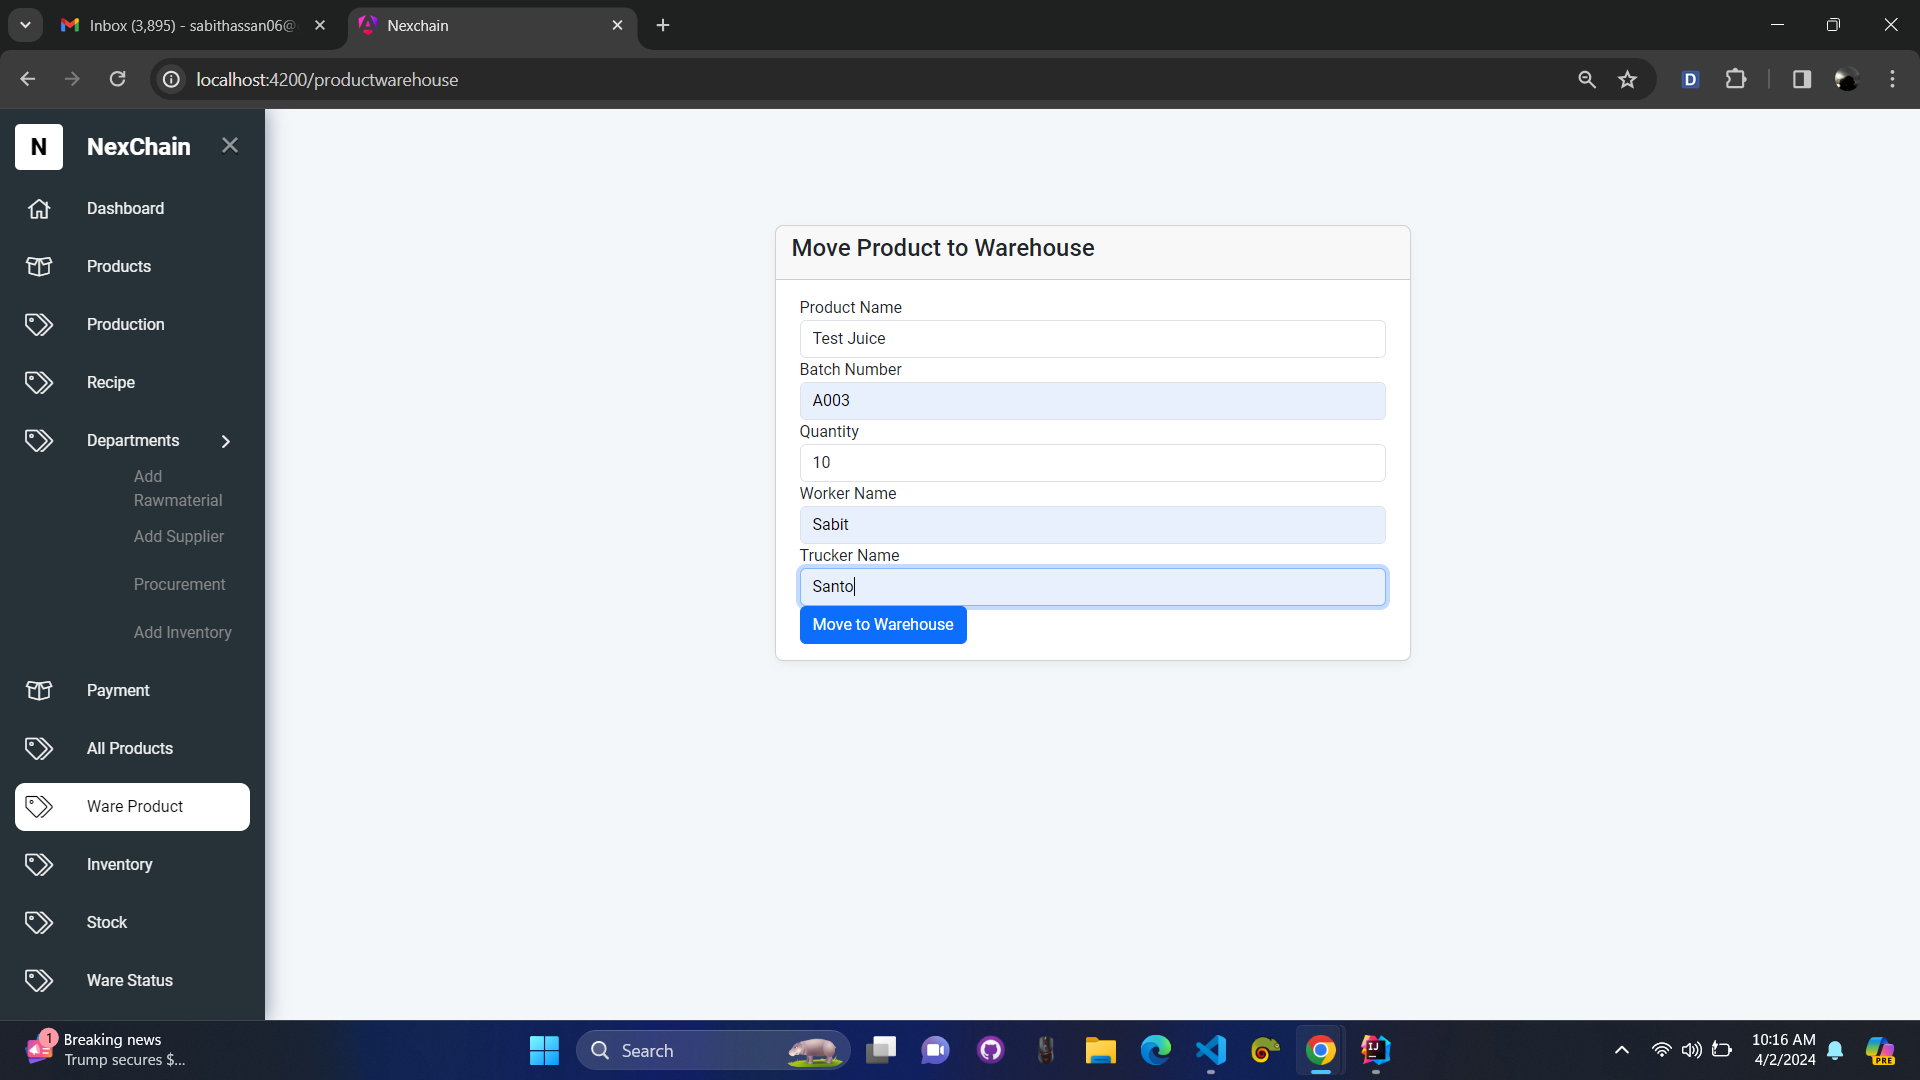 Inbox (3,895) - sabithassan06@
Nexchain
localhost:4200/productwarehouse
D
N
NexChain
Dashboard
Products
Production
Recipe
Departments
Add
Rawmaterial
Add Supplier
Procurement
Add Inventory
Payment
All Products
Ware Product
Inventory
Stock
Ware Status
Move Product to Warehouse
Product Name
Test Juice
Batch Number
A003
Quantity
10
Worker Name
Sabit
Trucker Name
Santo
Move to Warehouse
1
Breaking news
Trump secures $...
Search
IJ
10:16 AM
4/2/2024
PRE